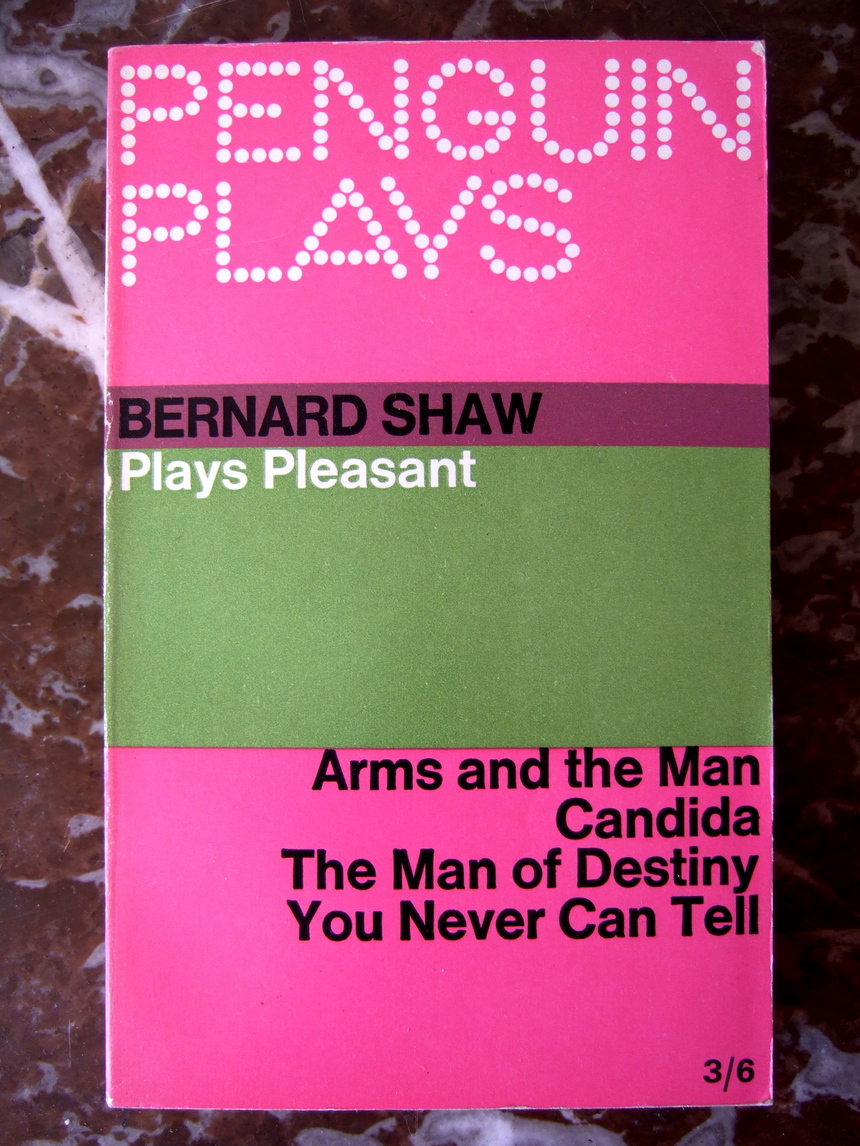 PENGUIN
PLAYS
BERNARD SHAW
Plays Pleasant
Arms and the Man
Candida
The Man of Destiny
You Never Can Tell
3/6